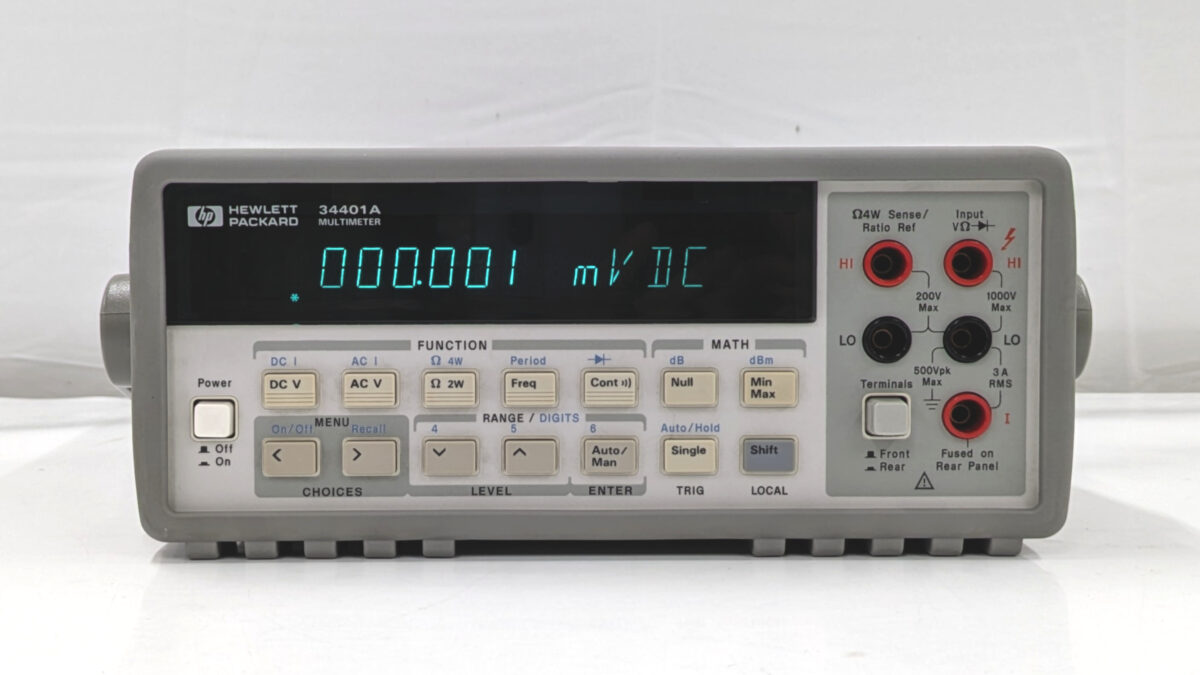 hp HEWLETT PACKARD
34401A
MULTIMETER
000.001 mV DC
*
Ω4W Sense/
Ratio Ref
Input
VΩ
HI
HI
200V
Max
1000V
Max
LO
LO
500Vpk
Max
3A
RMS
Terminals
I
Front
Rear
Fused on
Rear Panel
FUNCTION
MATH
DC I
AC I
Ω 4W
Period
dB
dBm
DC V
AC V
Ω 2W
Freq
Cont
Null
Min
Max
Power
Off
On
MENU
RANGE / DIGITS
On/Off
Recall
4
5
6
Auto/Hold
<
>
Auto/
Man
Single
Shift
CHOICES
LEVEL
ENTER
TRIG
LOCAL